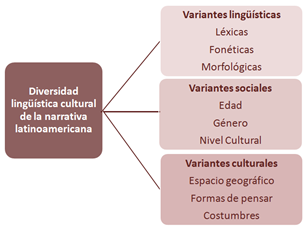 Diversidad
lingüística cultural
de la narrativa
latinoamericana
Variantes lingüísticas
Léxicas
Fonéticas
Morfológicas
Variantes sociales
Edad
Género
Nivel Cultural
Variantes culturales
Espacio geográfico
Formas de pensar
Costumbres